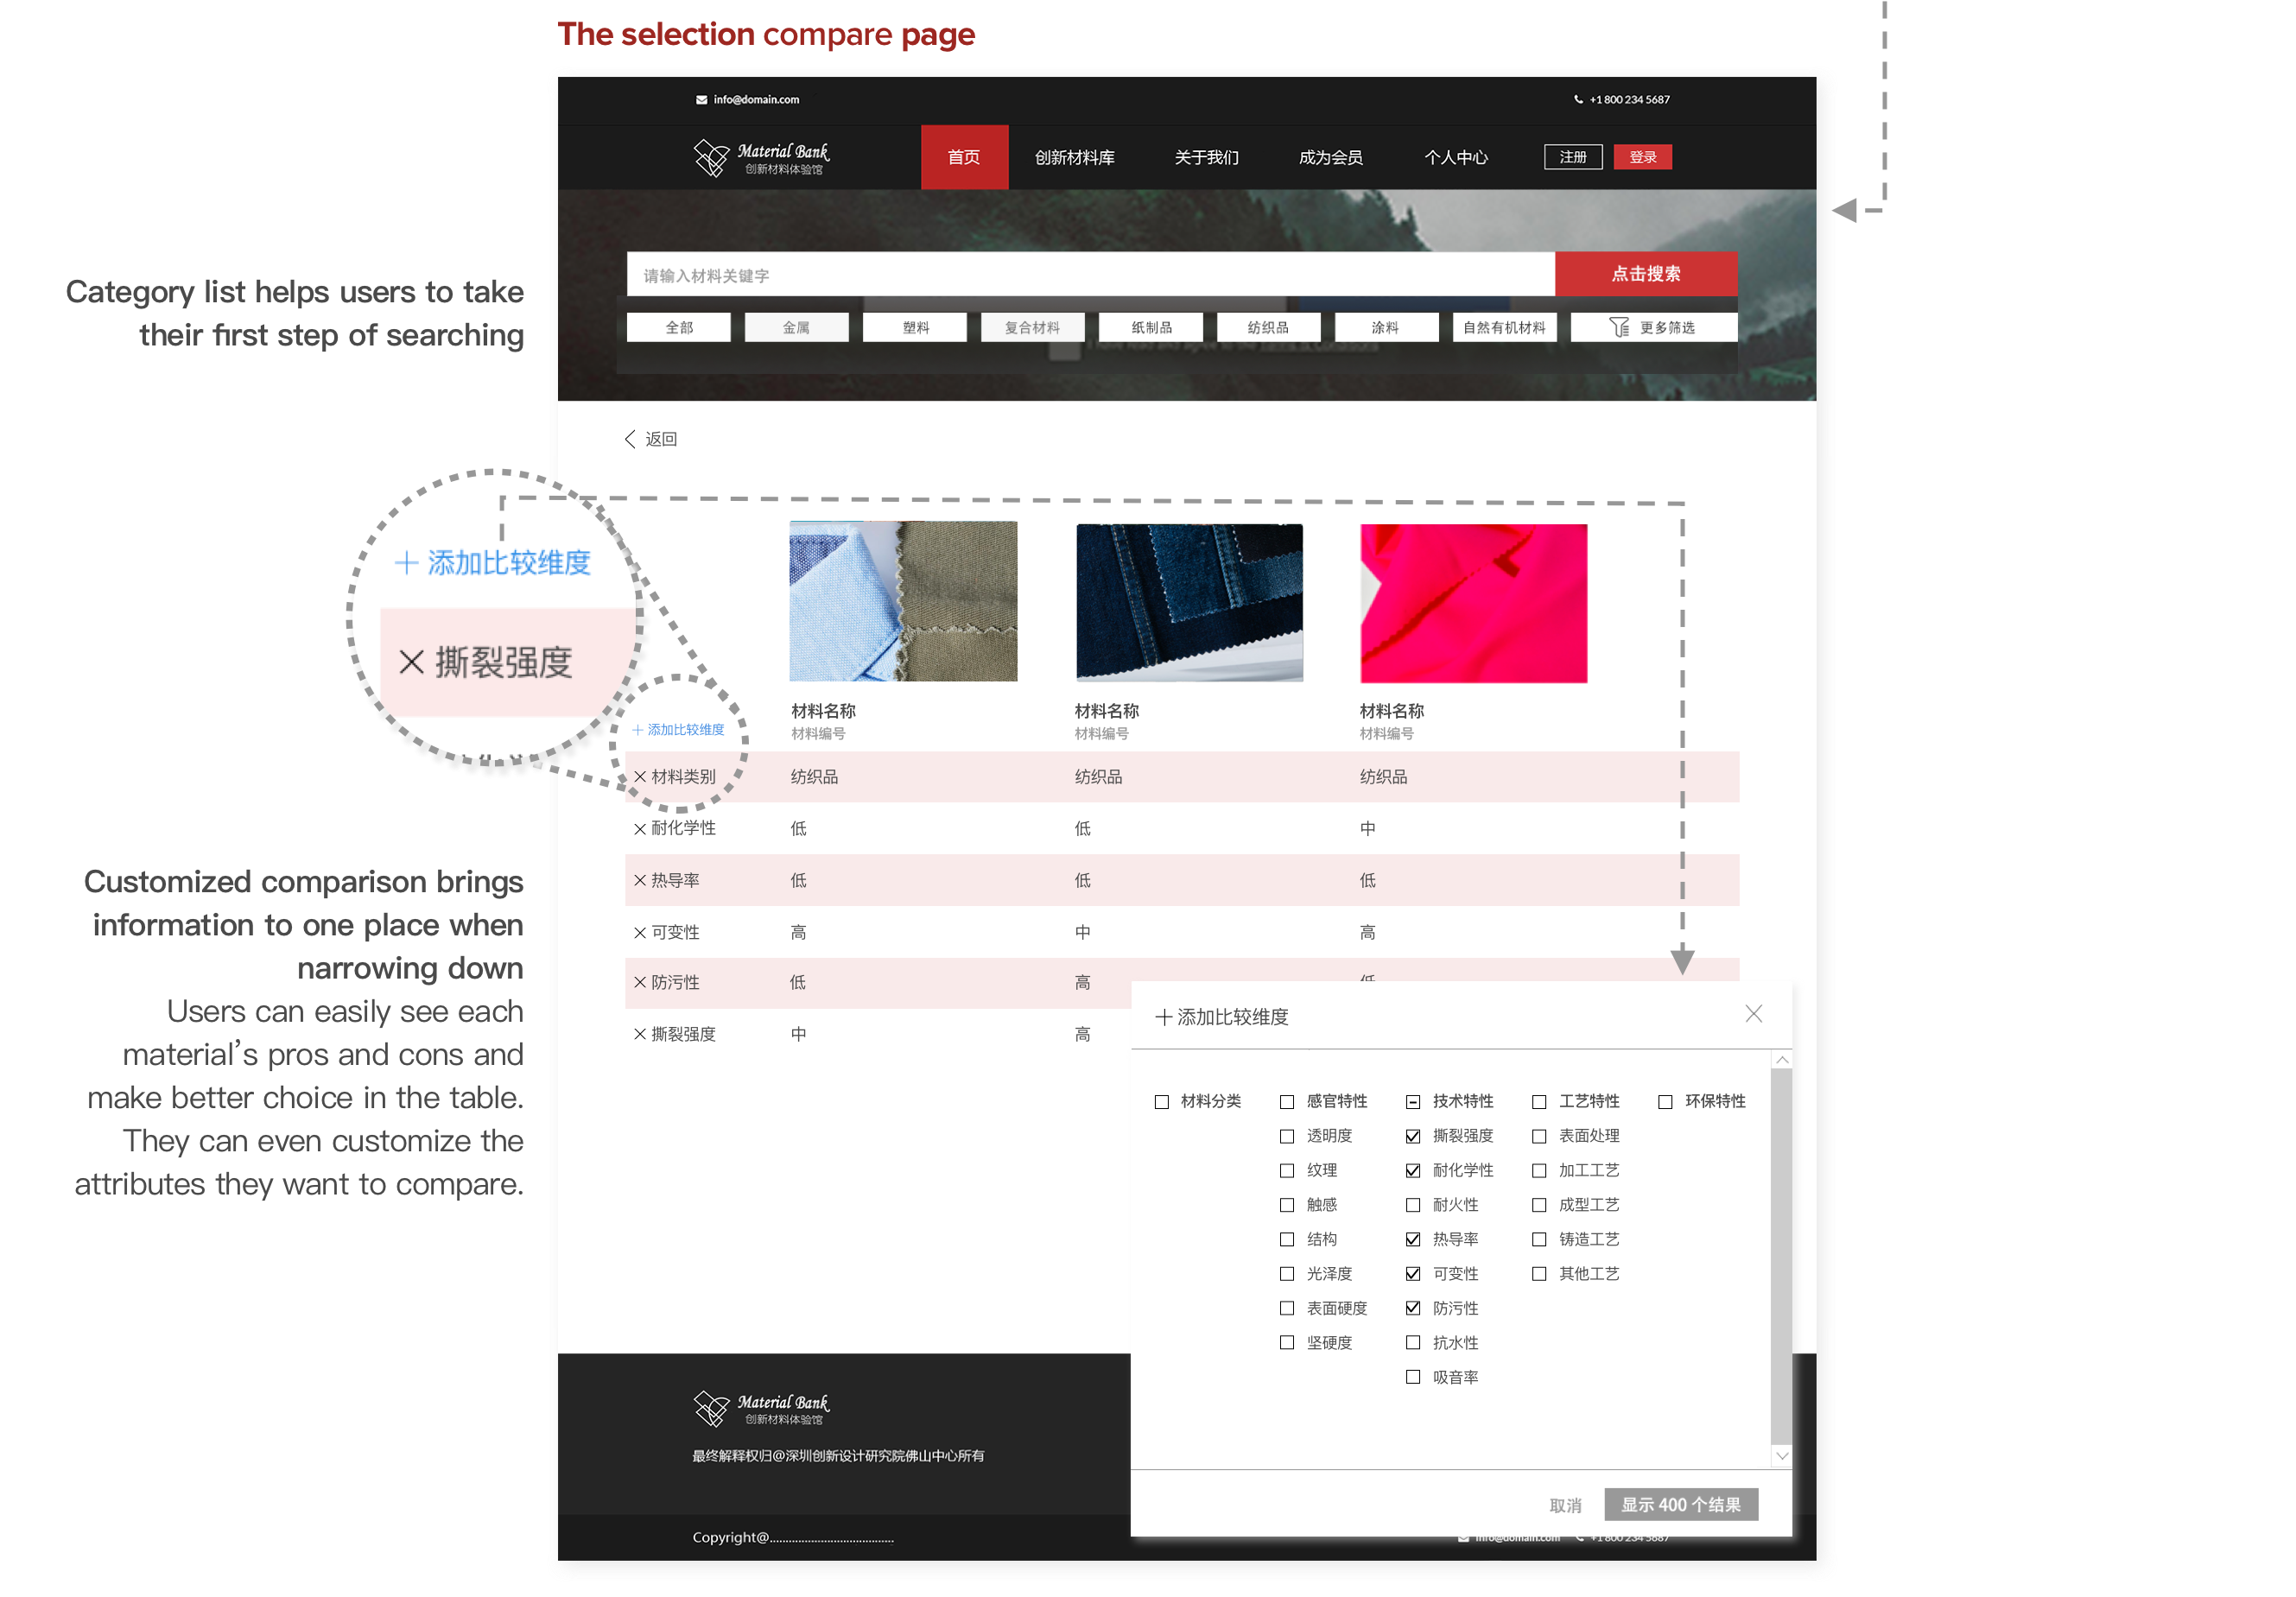 The selection compare page
info@domain.com
+1 800 234 5687
Material Bank
创新材料体验馆
首页
创新材料库
关于我们
成为会员
个人中心
注册
登录
请输入材料关键字
点击搜索
全部
金属
塑料
复合材料
纸制品
纺织品
涂料
自然有机材料
更多筛选
Category list helps users to take
their first step of searching
返回
+ 添加比较维度
× 撕裂强度
+ 添加比较维度
材料名称
材料编号
材料名称
材料编号
材料名称
材料编号
× 材料类别 纺织品 纺织品 纺织品
× 耐化学性 低 低 中
× 热导率 低 低 低
× 可变性 高 中 高
× 防污性 低 高
× 撕裂强度 中 高
Customized comparison brings
information to one place when
narrowing down
Users can easily see each
material’s pros and cons and
make better choice in the table.
They can even customize the
attributes they want to compare.
+ 添加比较维度
材料分类
感官特性
透明度
纹理
触感
结构
光泽度
表面硬度
坚硬度
技术特性
撕裂强度
耐化学性
耐火性
热导率
可变性
防污性
抗水性
吸音率
工艺特性
表面处理
加工工艺
成型工艺
铸造工艺
其他工艺
环保特性
取消
显示 400 个结果
Material Bank
创新材料体验馆
最终解释权归@深圳创新设计研究院佛山中心所有
Copyright@.......................................
info@domain.com
+1 800 234 5687